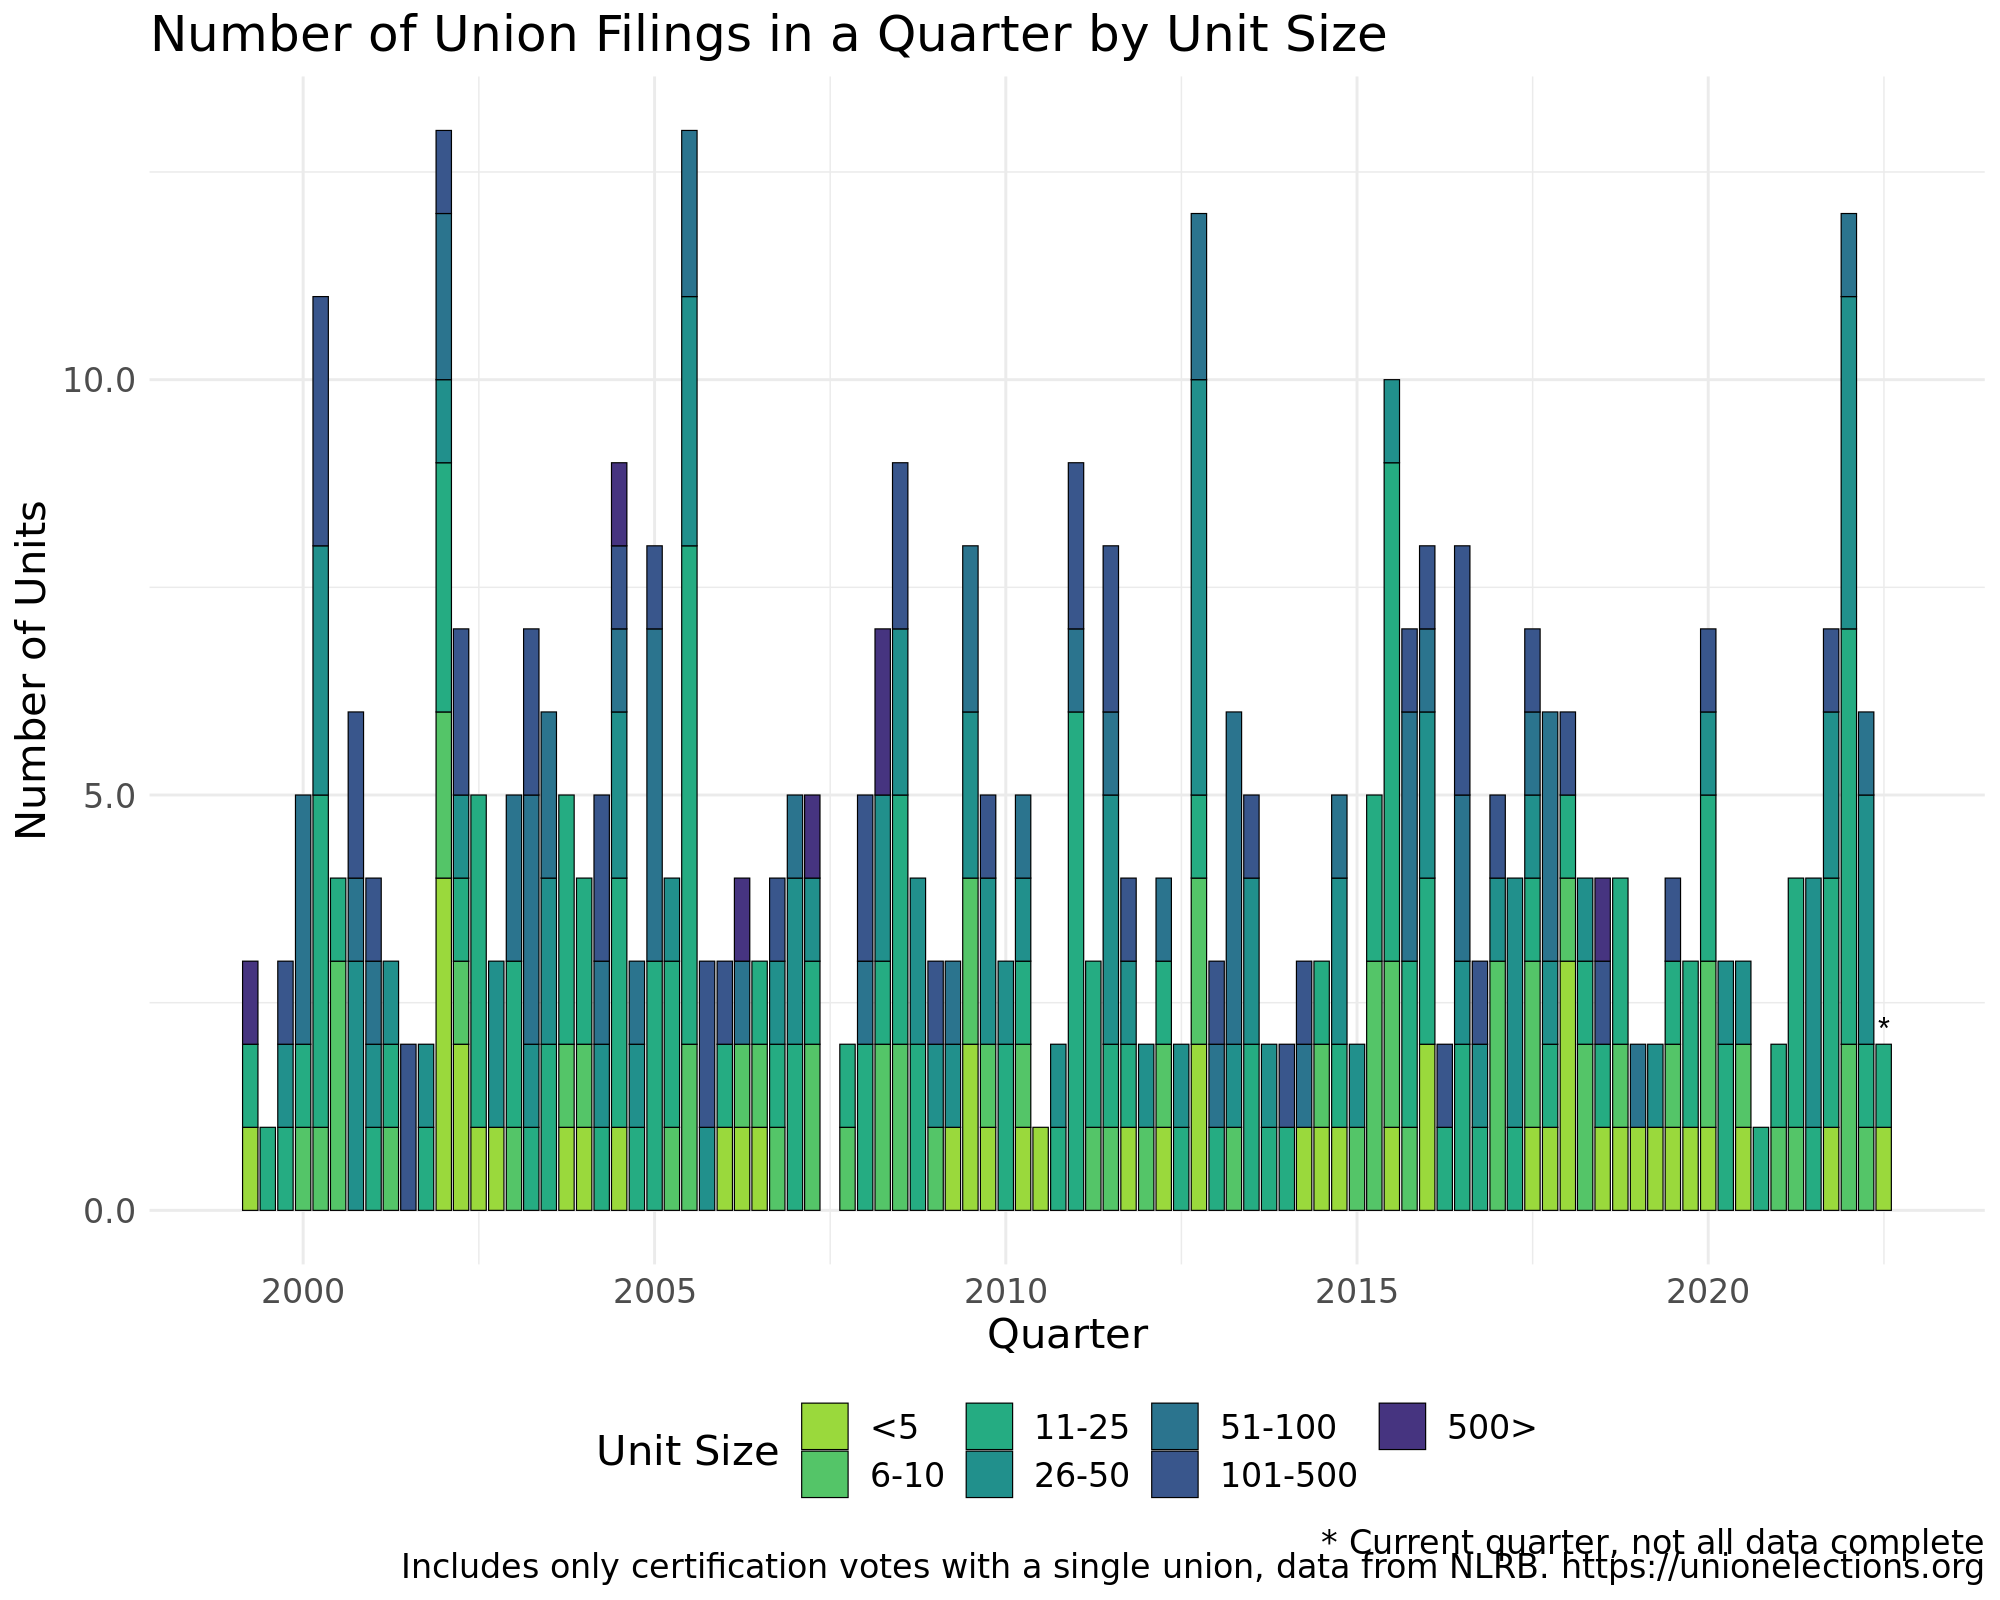 Number of Union Filings in a Quarter by Unit Size
Number of Units
10.0
5.0
0.0
*
2000 2005 2010 2015 2020
Quarter
Unit Size
<5 11-25 51-100 500>
6-10 26-50 101-500
* Current quarter, not all data complete
Includes only certification votes with a single union, data from NLRB. https://unionelections.org